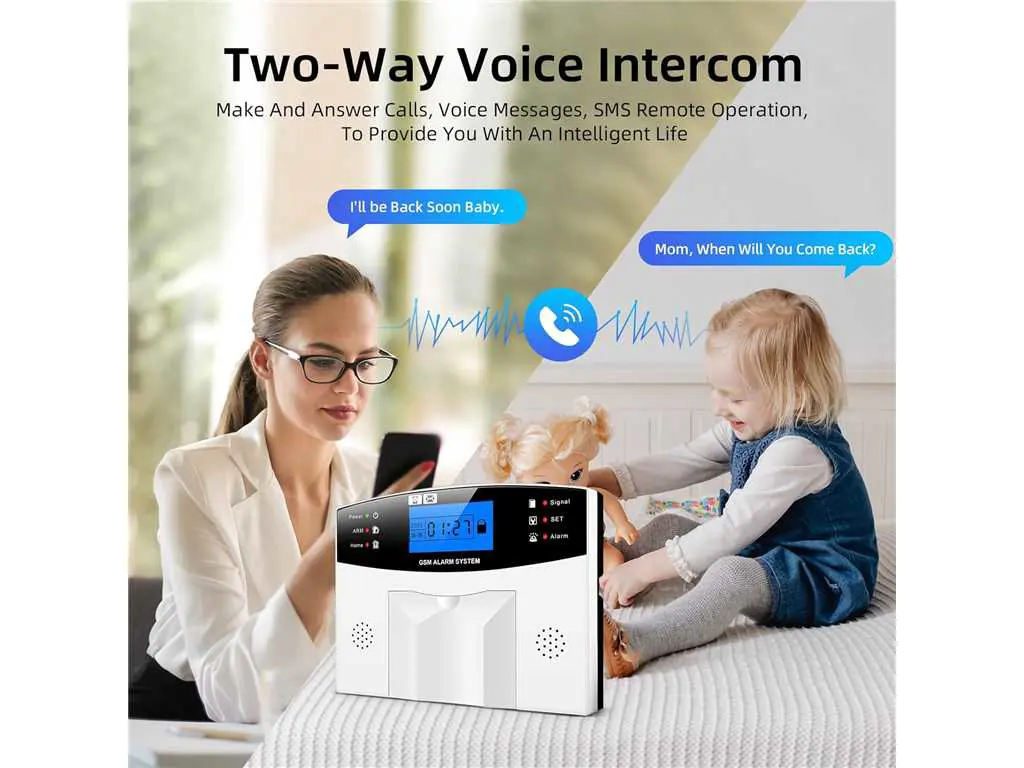 Two-Way Voice Intercom
Make And Answer Calls, Voice Messages, SMS Remote Operation,
To Provide You With An Intelligent Life
I'll be Back Soon Baby.
Mom, When Will You Come Back?
Power
ARM
Home
01:27
Signal
SET
Alarm
GSM ALARM SYSTEM